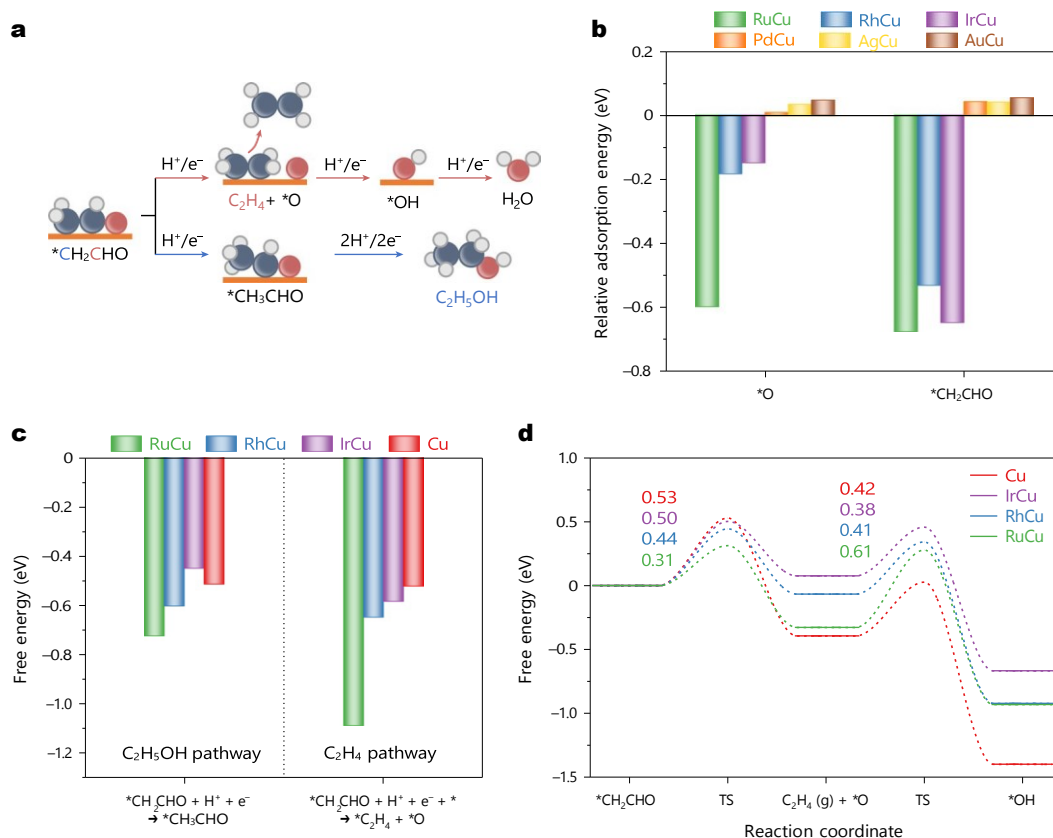 a
H⁺/e⁻
H⁺/e⁻
H⁺/e⁻
C₂H₄ + *O
*OH
H₂O
*CH₂CHO
H⁺/e⁻
2H⁺/2e⁻
*CH₃CHO
C₂H₅OH
b
RuCu RhCu IrCu
PdCu AgCu AuCu
Relative adsorption energy (eV)
0.2
0
–0.2
–0.4
–0.6
–0.8
*O *CH₂CHO
c
RuCu RhCu IrCu Cu
Free energy (eV)
0
–0.2
–0.4
–0.6
–0.8
–1.0
–1.2
C₂H₅OH pathway C₂H₄ pathway
*CH₂CHO + H⁺ + e⁻
→ *CH₃CHO
*CH₂CHO + H⁺ + e⁻ + *
→ *C₂H₄ + *O
d
Free energy (eV)
1.0
0.5
0
–0.5
–1.0
–1.5
0.53
0.50
0.44
0.31
0.42
0.38
0.41
0.61
Cu
IrCu
RhCu
RuCu
*CH₂CHO TS C₂H₄ (g) + *O TS *OH
Reaction coordinate